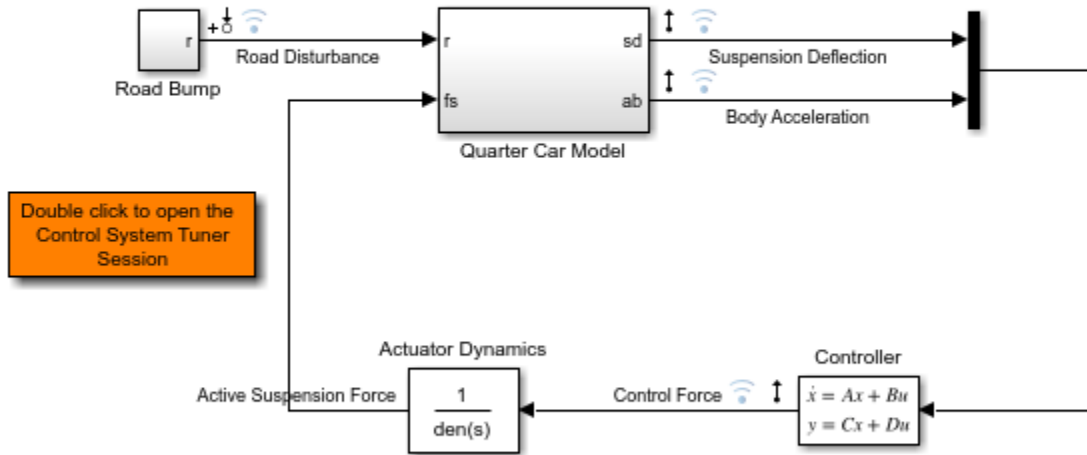 r
Road Disturbance
Road Bump
r
fs
sd
ab
Quarter Car Model
Suspension Deflection
Body Acceleration
Double click to open the
Control System Tuner
Session
Actuator Dynamics
1
den(s)
Active Suspension Force
Control Force
Controller
ẋ = Ax + Bu
y = Cx + Du